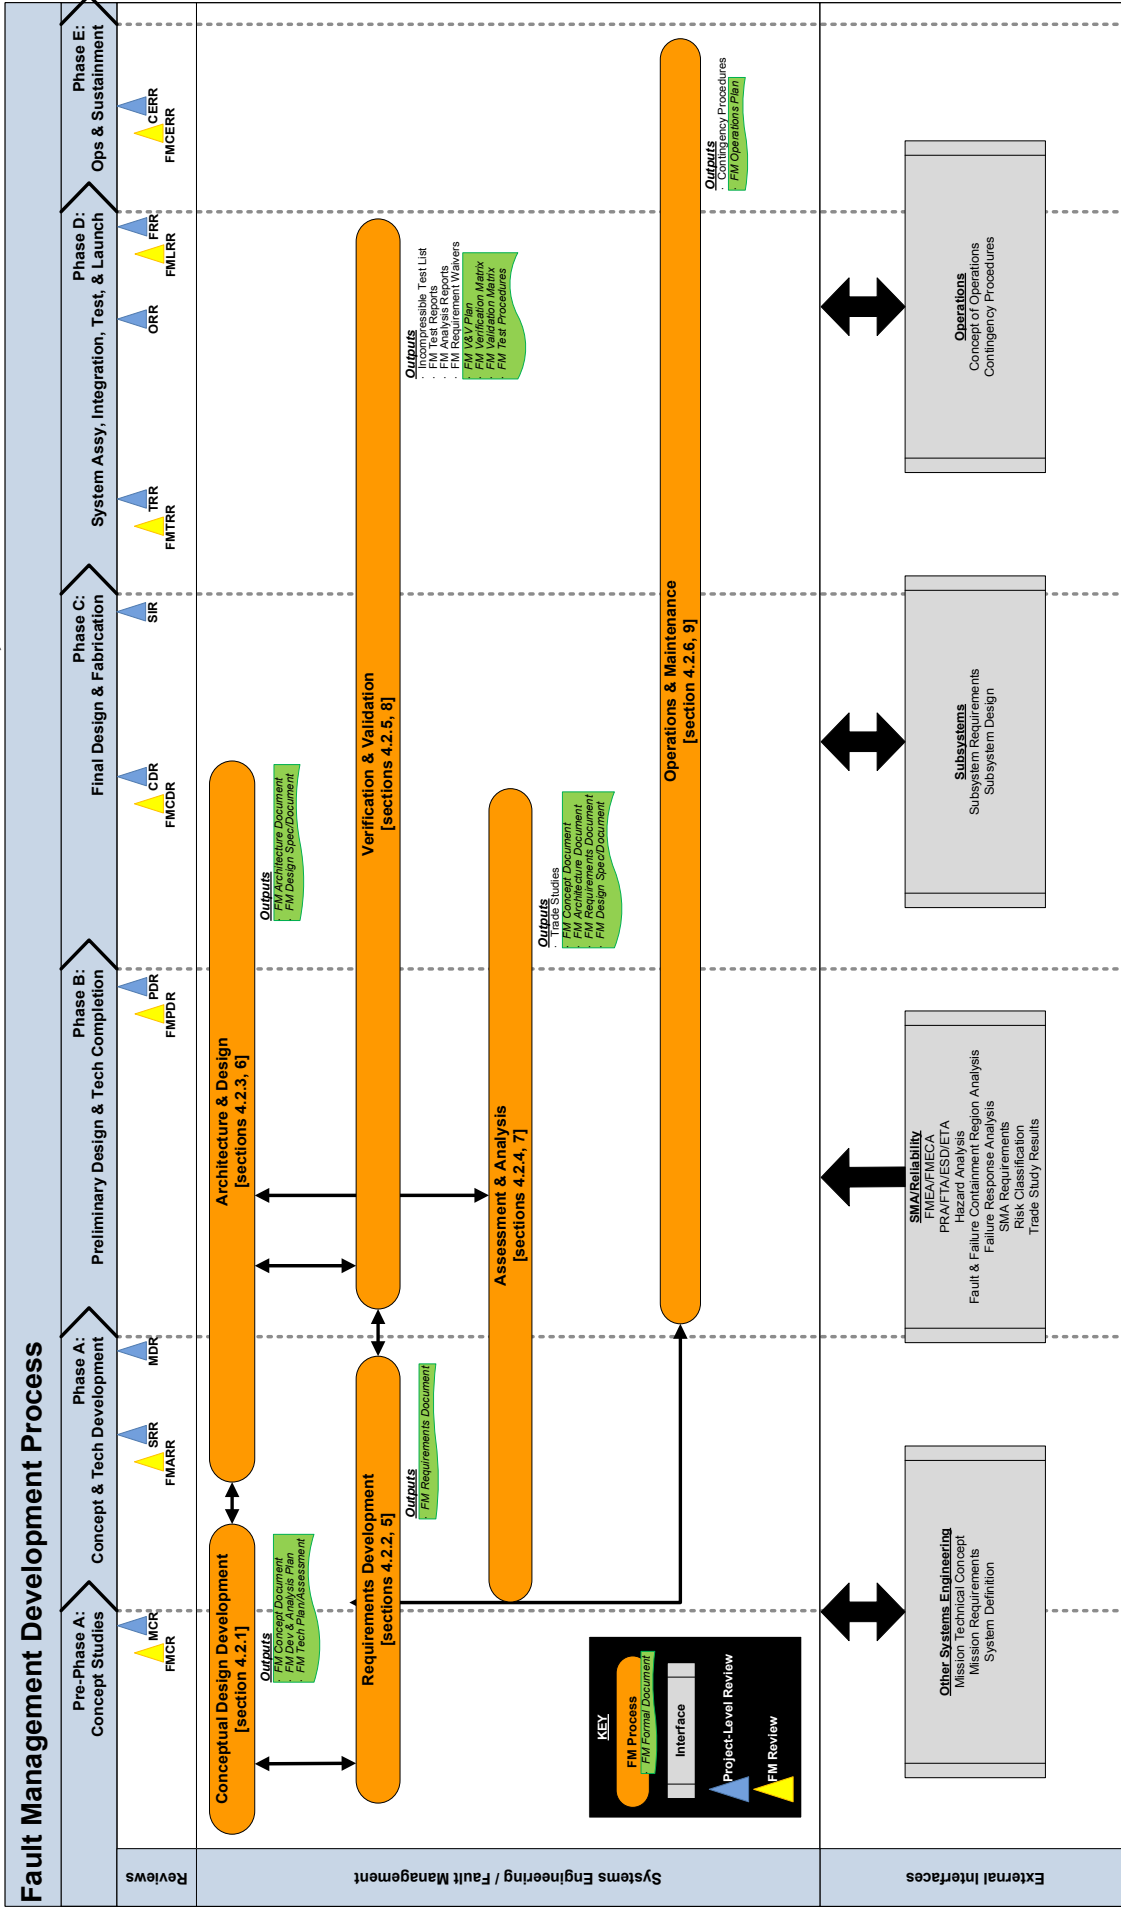 Fault Management Development Process
Pre-Phase A:
Concept Studies
Phase A:
Concept & Tech Development
Phase B:
Preliminary Design & Tech Completion
Phase C:
Final Design & Fabrication
Phase D:
System Assy, Integration, Test, & Launch
Phase E:
Ops & Sustainment
Reviews
MCR
FMCR
SRR
FMARR
MDR
PDR
FMPDR
CDR
FMCDR
SIR
TRR
FMTRR
ORR
FRR
FMLRR
CERR
FMCERR
Systems Engineering / Fault Management
Conceptual Design Development
[section 4.2.1]
Outputs
· FM Concept Document
· FM Dev & Analysis Plan
· FM Tech Plan/Assessment
Architecture & Design
[sections 4.2.3, 6]
Outputs
· FM Architecture Document
· FM Design Spec/Document
Requirements Development
[sections 4.2.2, 5]
Outputs
· FM Requirements Document
Verification & Validation
[sections 4.2.5, 8]
Outputs
· Incompressible Test List
· FM Test Reports
· FM Analysis Reports
· FM Requirement Waivers
· FM V&V Plan
· FM Verification Matrix
· FM Validation Matrix
· FM Test Procedures
Assessment & Analysis
[sections 4.2.4, 7]
Outputs
· Trade Studies
· FM Concept Document
· FM Architecture Document
· FM Requirements Document
· FM Design Spec/Document
Operations & Maintenance
[section 4.2.6, 9]
Outputs
· Contingency Procedures
· FM Operations Plan
KEY
FM Process
· FM Formal Document
Interface
Project-Level Review
FM Review
External Interfaces
Other Systems Engineering
Mission Technical Concept
Mission Requirements
System Definition
SMA/Reliability
FMEA/FMECA
PRA/FTA/ESD/ETA
Hazard Analysis
Fault & Failure Containment Region Analysis
Failure Response Analysis
SMA Requirements
Risk Classification
Trade Study Results
Subsystems
Subsystem Requirements
Subsystem Design
Operations
Concept of Operations
Contingency Procedures